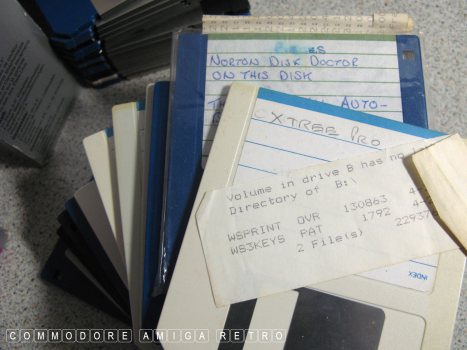 NORTON DISK DOCTOR
ON THIS DISK
AUTO-
XTREE PRO
Volume in drive B has no
Directory of B:\
WSPRINT OVR 130863
WS3KEYS PAT 1792
2 File(s)
INDEX
COMMODORE AMIGA RETRO